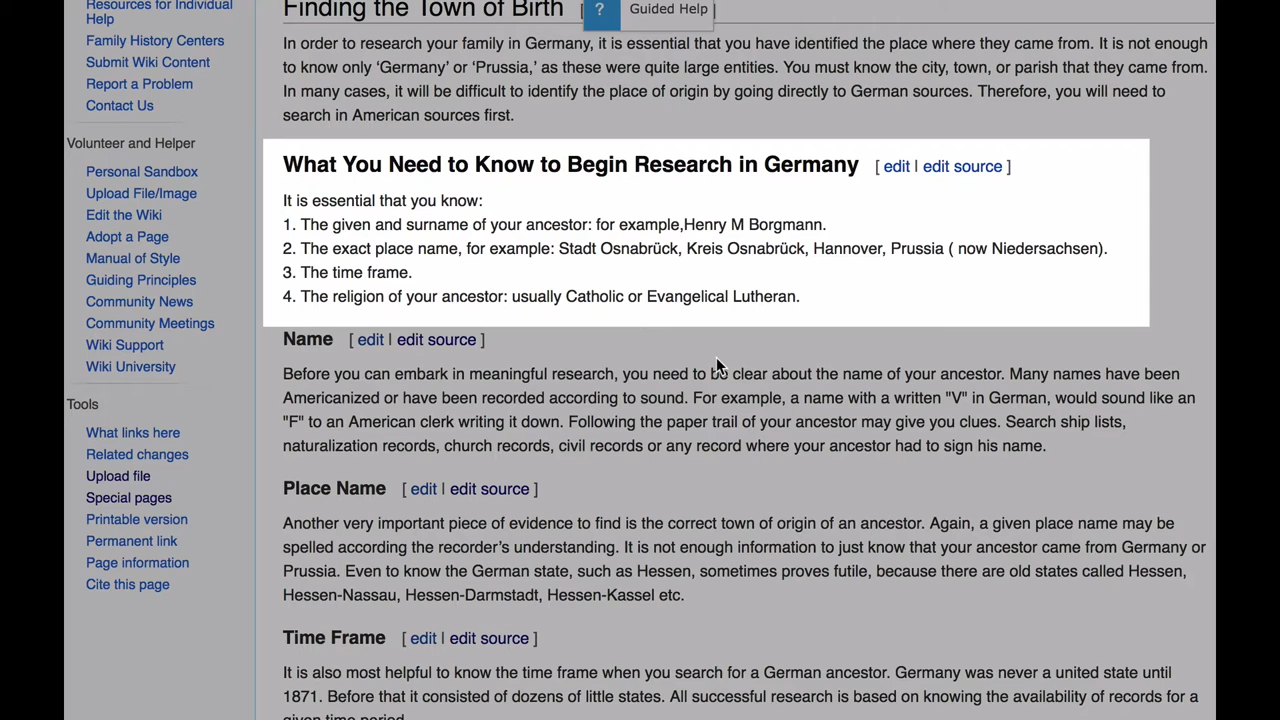 Resources for Individual
Help
Family History Centers
Submit Wiki Content
Report a Problem
Contact Us
Volunteer and Helper
Personal Sandbox
Upload File/Image
Edit the Wiki
Adopt a Page
Manual of Style
Guiding Principles
Community News
Community Meetings
Wiki Support
Wiki University
Tools
What links here
Related changes
Upload file
Special pages
Printable version
Permanent link
Page information
Cite this page
Finding the Town of Birth [
? Guided Help ]
In order to research your family in Germany, it is essential that you have identified the place where they came from. It is not enough
to know only ‘Germany’ or ‘Prussia,’ as these were quite large entities. You must know the city, town, or parish that they came from.
In many cases, it will be difficult to identify the place of origin by going directly to German sources. Therefore, you will need to
search in American sources first.
What You Need to Know to Begin Research in Germany [ edit | edit source ]
It is essential that you know:
1. The given and surname of your ancestor: for example,Henry M Borgmann.
2. The exact place name, for example: Stadt Osnabrück, Kreis Osnabrück, Hannover, Prussia ( now Niedersachsen).
3. The time frame.
4. The religion of your ancestor: usually Catholic or Evangelical Lutheran.
Name [ edit | edit source ]
Before you can embark in meaningful research, you need to be clear about the name of your ancestor. Many names have been
Americanized or have been recorded according to sound. For example, a name with a written "V" in German, would sound like an
"F" to an American clerk writing it down. Following the paper trail of your ancestor may give you clues. Search ship lists,
naturalization records, church records, civil records or any record where your ancestor had to sign his name.
Place Name [ edit | edit source ]
Another very important piece of evidence to find is the correct town of origin of an ancestor. Again, a given place name may be
spelled according the recorder’s understanding. It is not enough information to just know that your ancestor came from Germany or
Prussia. Even to know the German state, such as Hessen, sometimes proves futile, because there are old states called Hessen,
Hessen-Nassau, Hessen-Darmstadt, Hessen-Kassel etc.
Time Frame [ edit | edit source ]
It is also most helpful to know the time frame when you search for a German ancestor. Germany was never a united state until
1871. Before that it consisted of dozens of little states. All successful research is based on knowing the availability of records for a
given time period.